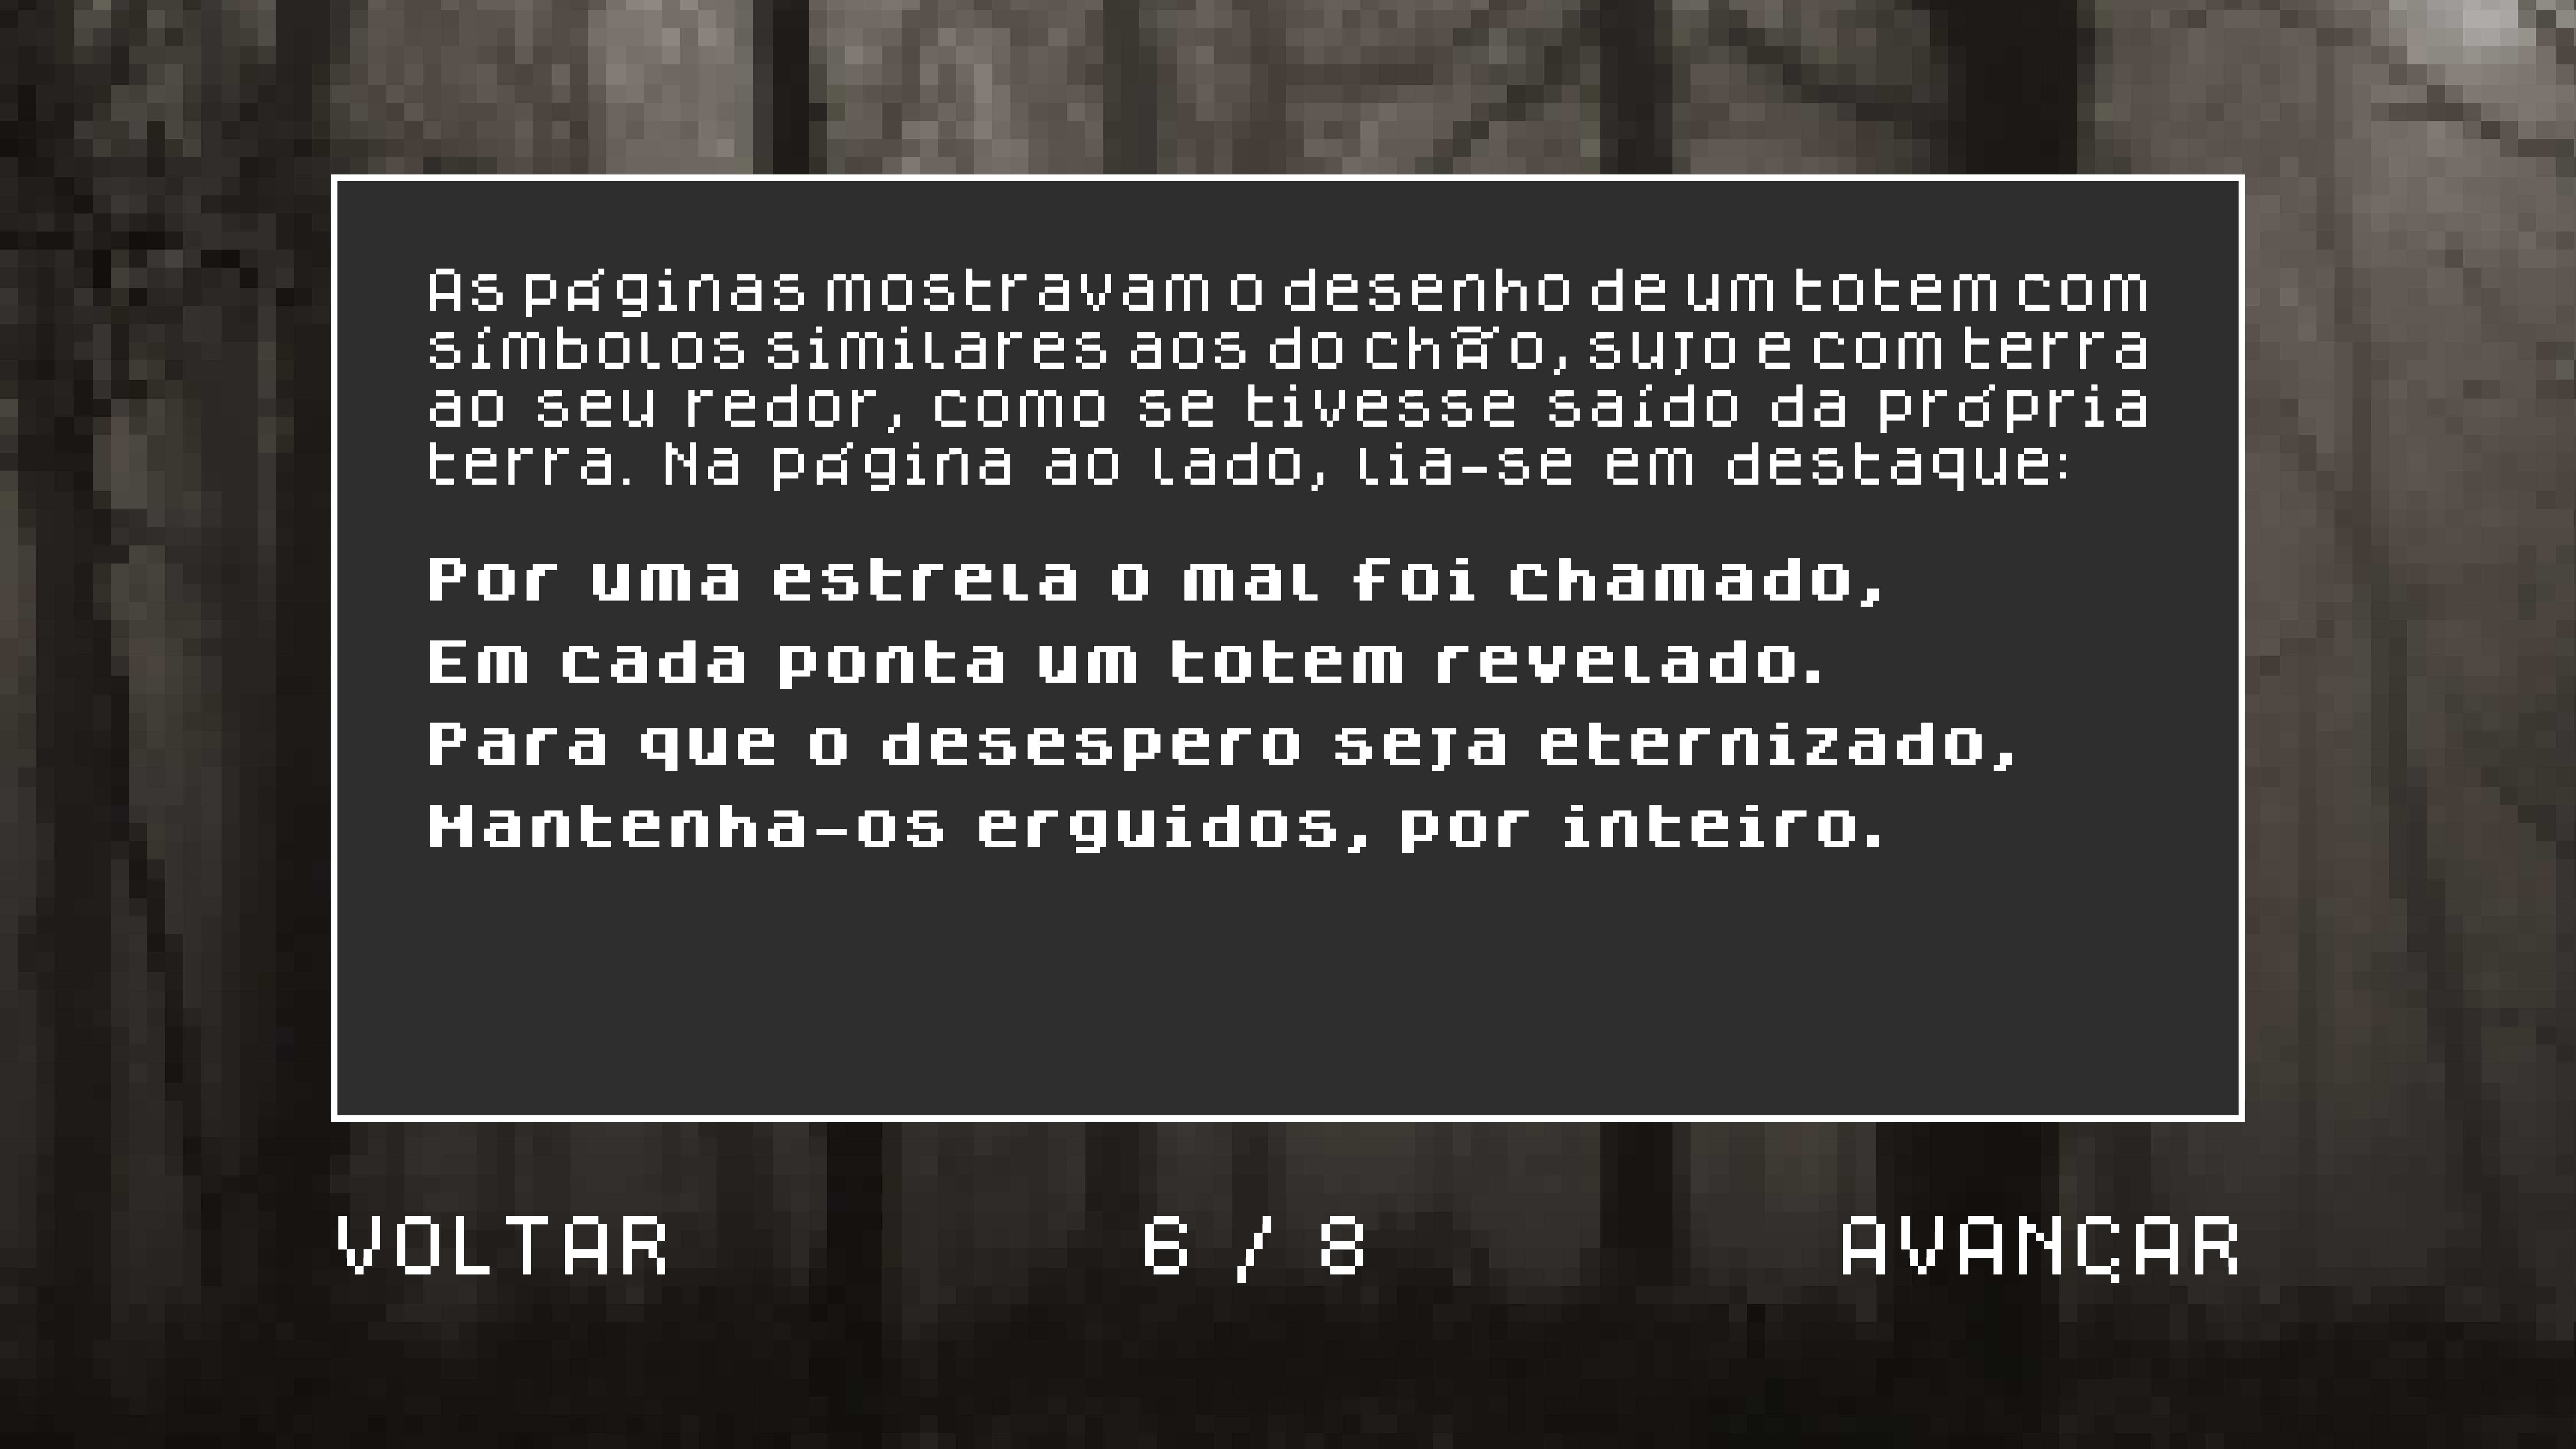 As páginas mostravam o desenho de um totem com
símbolos similares aos do chão, sujo e com terra
ao seu redor, como se tivesse saído da própria
terra. Na página ao lado, lia-se em destaque:
Por uma estrela o mal foi chamado,
Em cada ponta um totem revelado.
Para que o desespero seja eternizado,
Mantenha-os erguidos, por inteiro.
VOLTAR
6 / 8
AVANÇAR